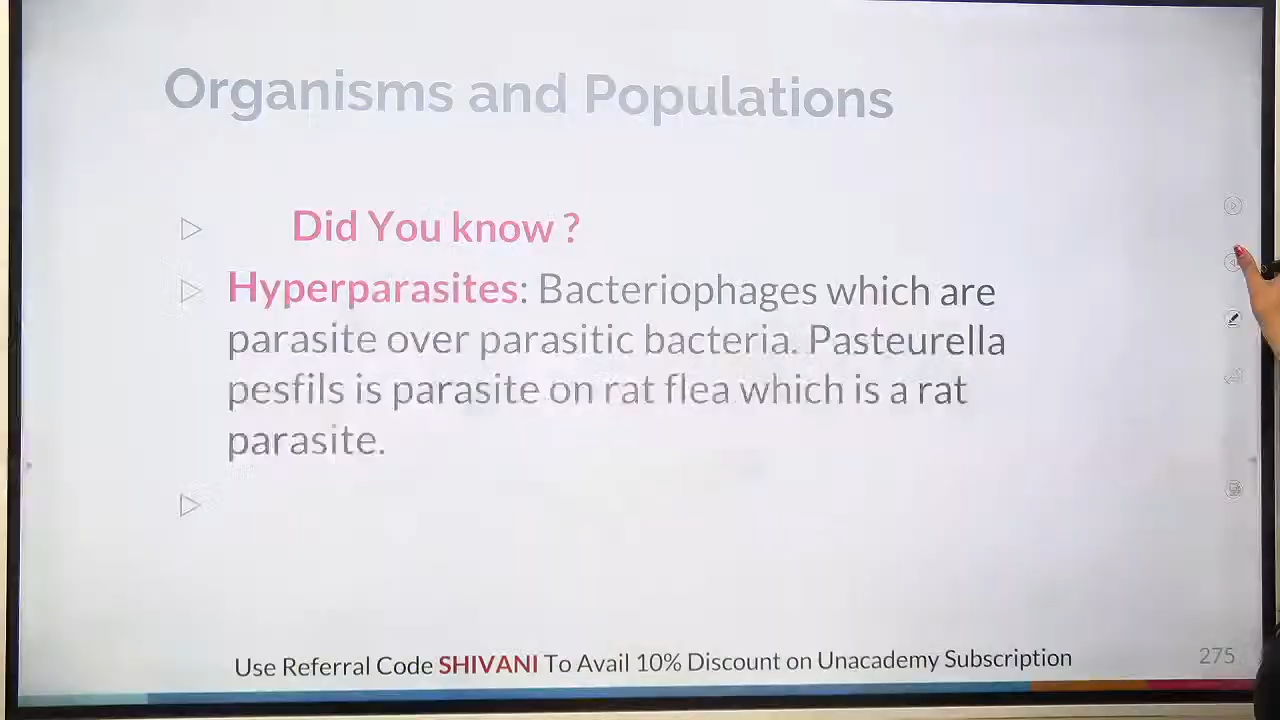 Organisms and Populations
Did You know ?
Hyperparasites: Bacteriophages which are
parasite over parasitic bacteria. Pasteurella
pesfils is parasite on rat flea which is a rat
parasite.
Use Referral Code SHIVANI To Avail 10% Discount on Unacademy Subscription
275